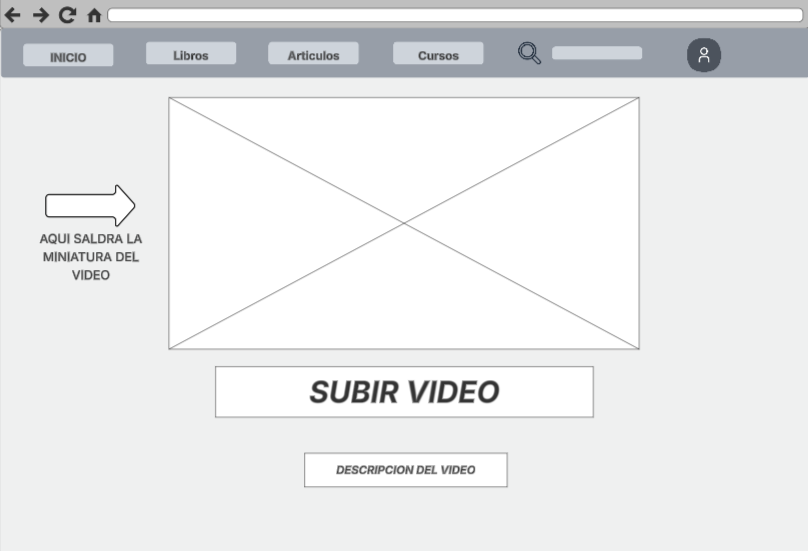 INICIO
Libros
Articulos
Cursos
AQUI SALDRA LA
MINIATURA DEL
VIDEO
SUBIR VIDEO
DESCRIPCION DEL VIDEO